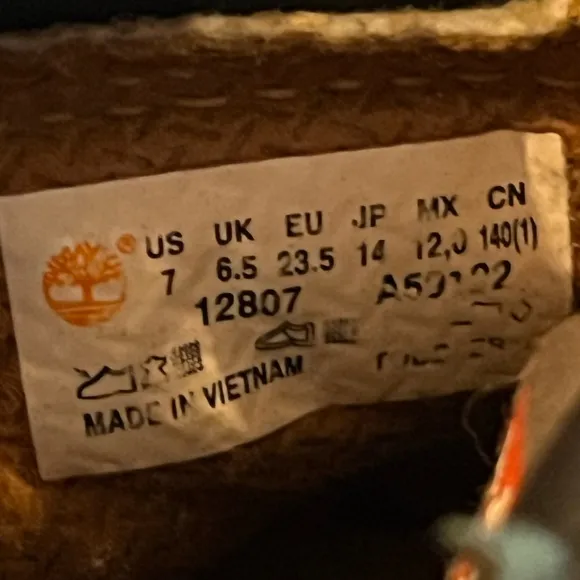 US UK EU JP MX CN
7 6.5 23.5 14 12,0 140(1)
12807
MADE IN VIETNAM